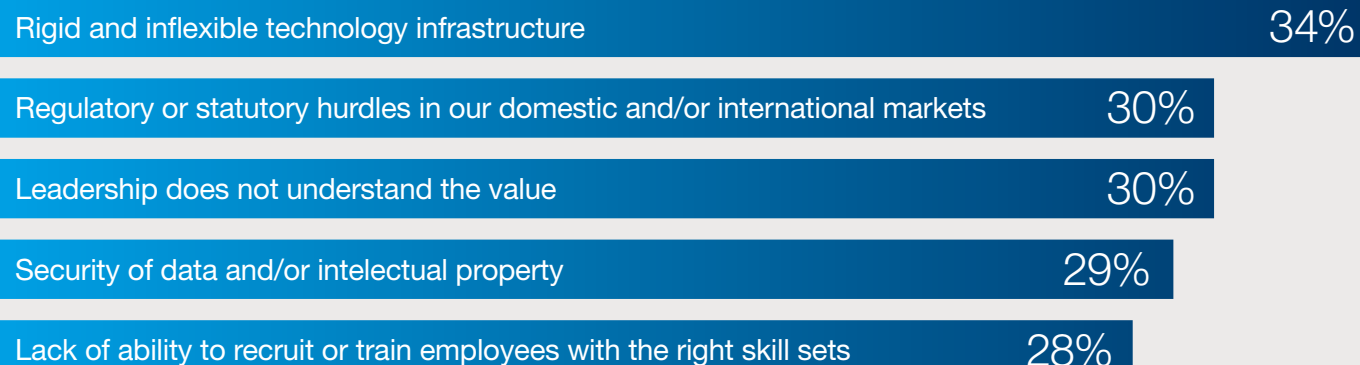 Rigid and inflexible technology infrastructure 34%
Regulatory or statutory hurdles in our domestic and/or international markets 30%
Leadership does not understand the value 30%
Security of data and/or intelectual property 29%
Lack of ability to recruit or train employees with the right skill sets 28%